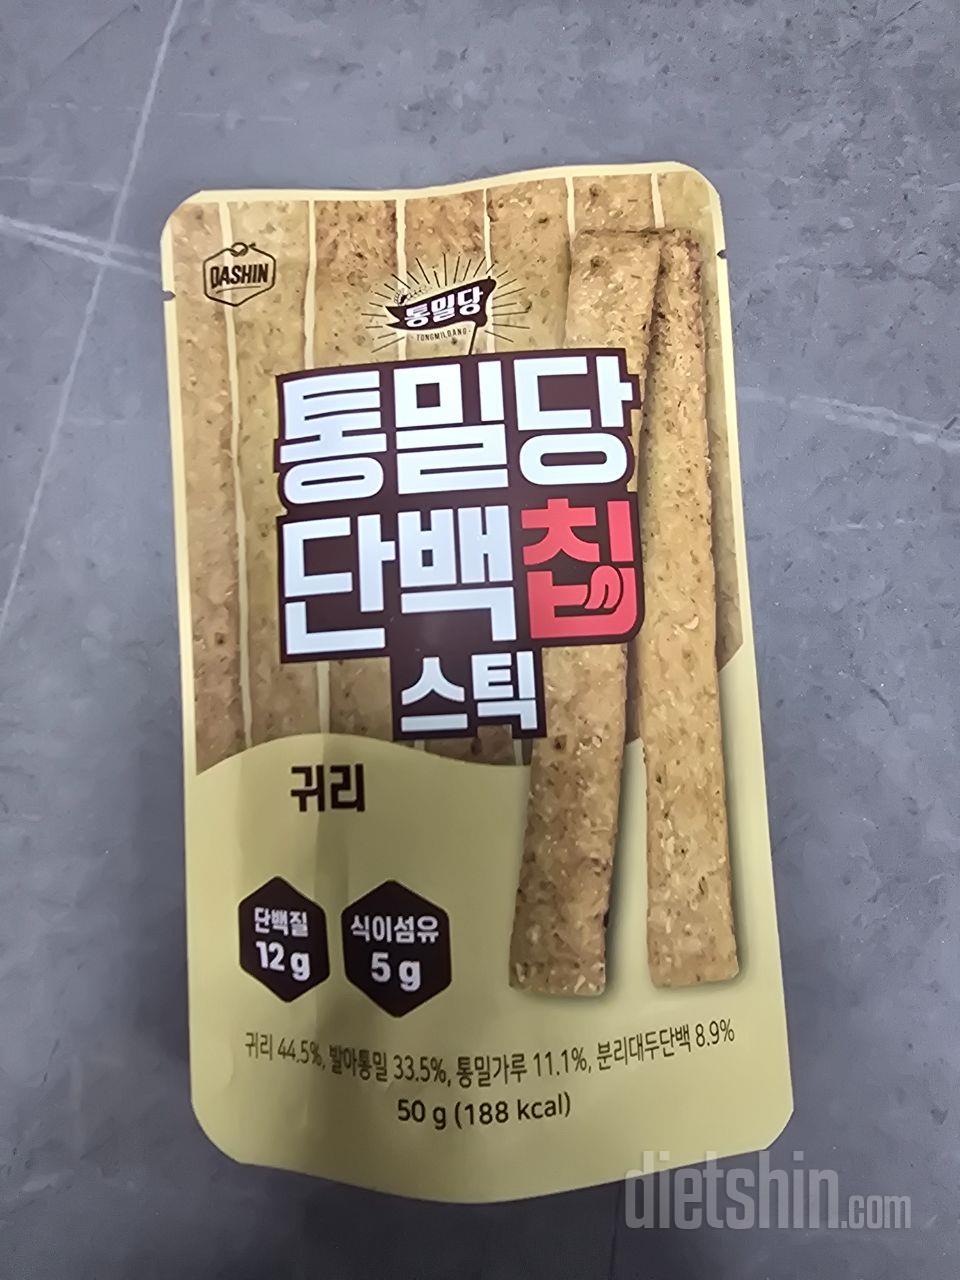 DASHIN
통밀당
TONGMILDANG
통밀당
단백칩
스틱
귀리
단백질
12 g
식이섬유
5 g
귀리 44.5%, 발아통밀 33.5%, 통밀가루 11.1%, 분리대두단백 8.9%
50 g (188 kcal)
dietshin.com